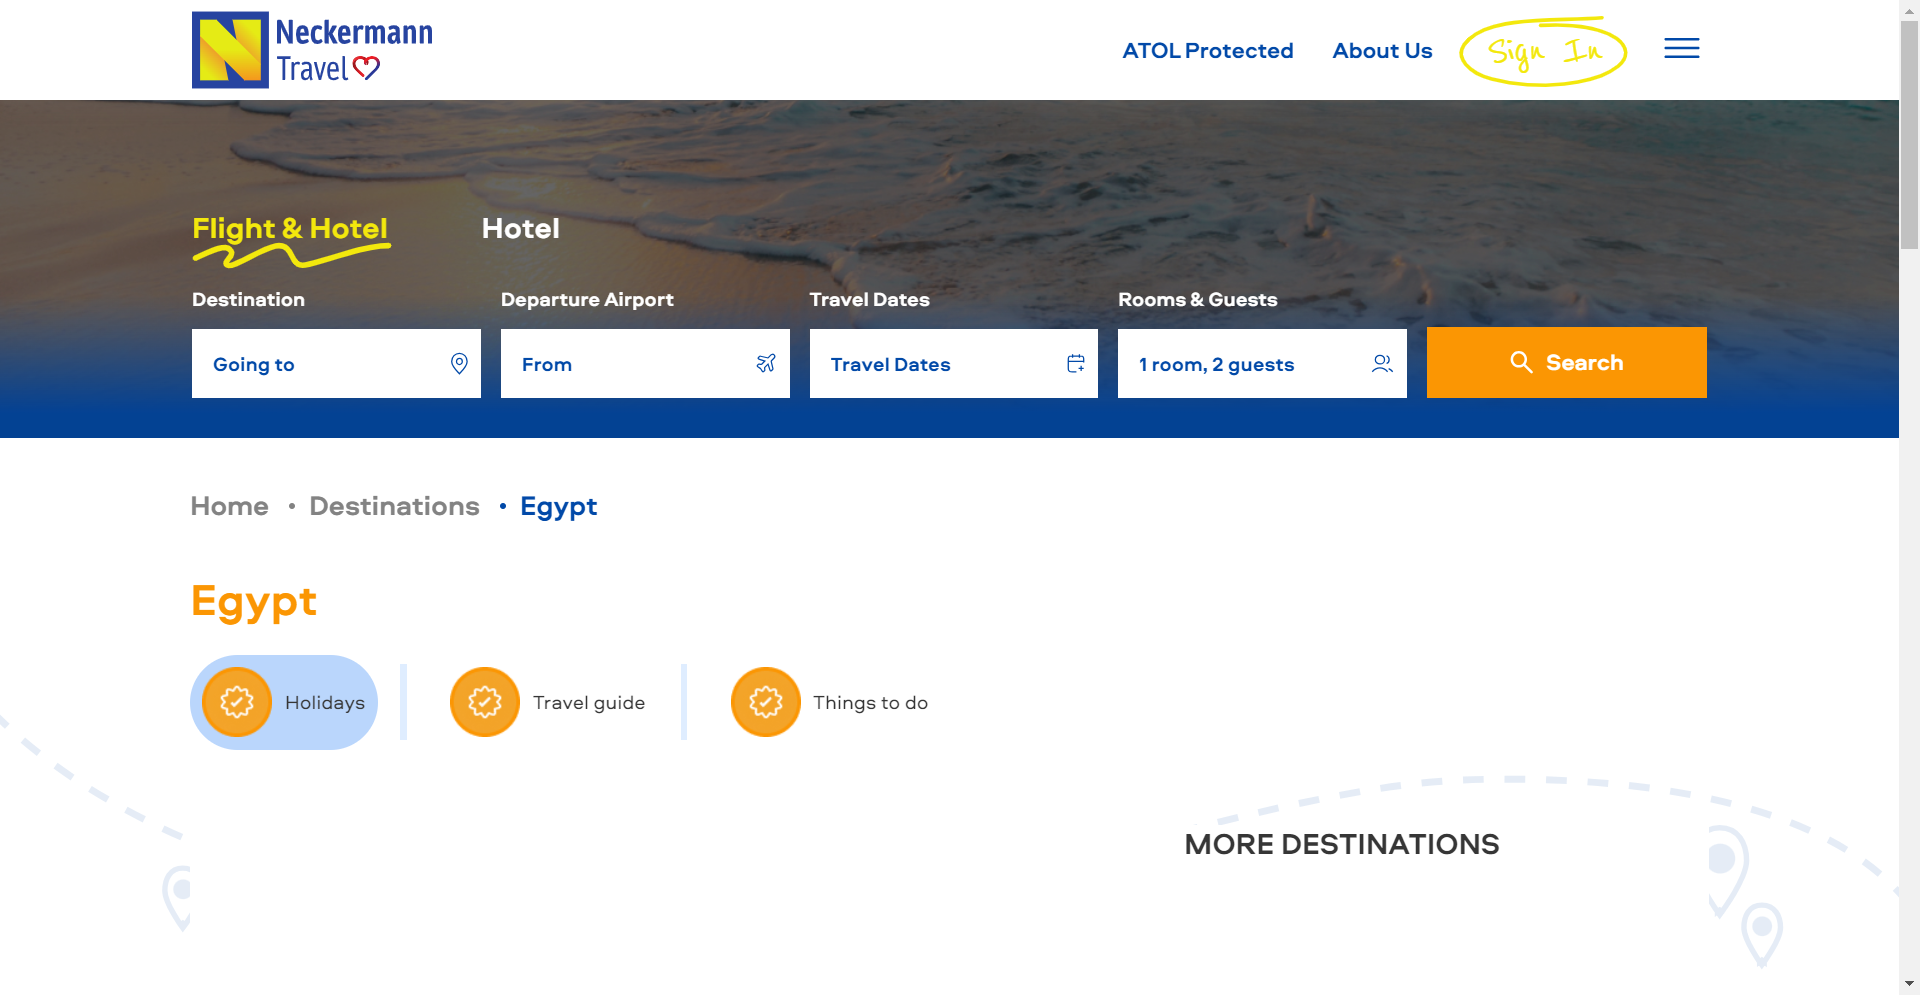 Neckermann
Travel
ATOL Protected
About Us
Sign In
Flight & Hotel
Hotel
Destination
Departure Airport
Travel Dates
Rooms & Guests
Going to
From
Travel Dates
1 room, 2 guests
Search
Home • Destinations • Egypt
Egypt
Holidays
Travel guide
Things to do
MORE DESTINATIONS